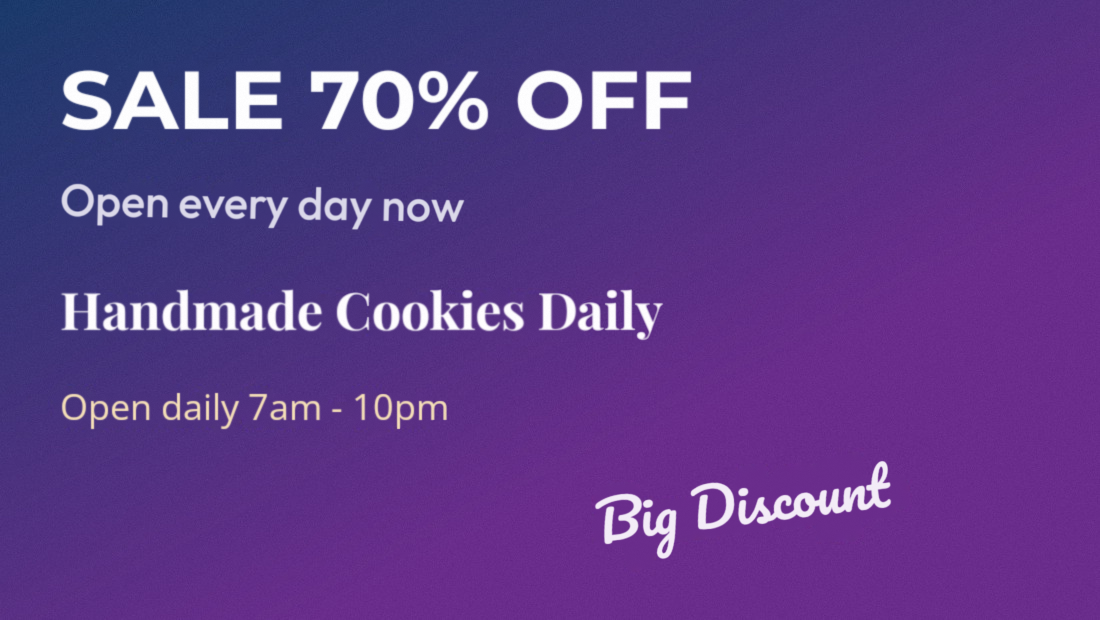 SALE 70% OFF
Open every day now
Handmade Cookies Daily
Open daily 7am - 10pm
Big Discount